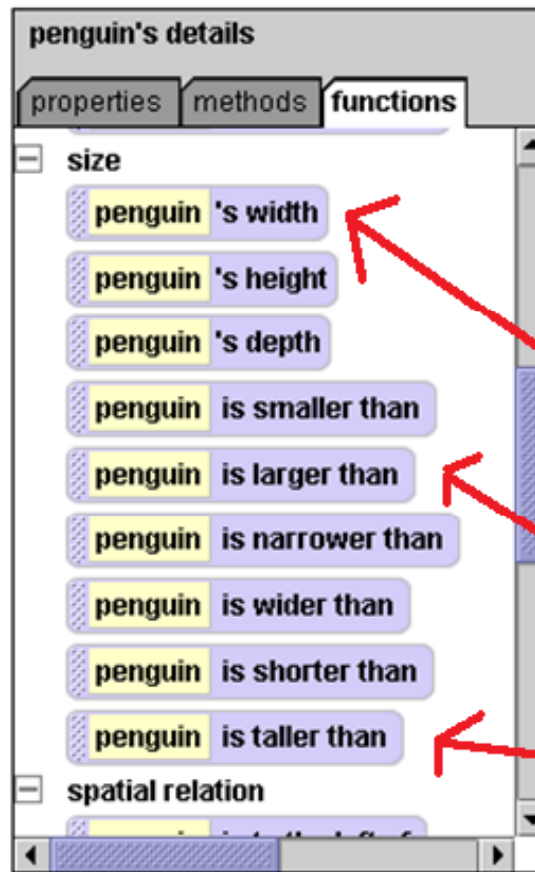 penguin's details
properties methods functions
size
penguin 's width
penguin 's height
penguin 's depth
penguin is smaller than
penguin is larger than
penguin is narrower than
penguin is wider than
penguin is shorter than
penguin is taller than
spatial relation